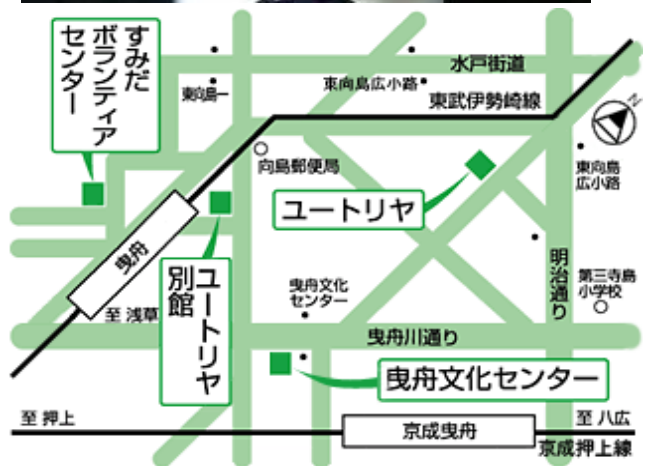 すみだ
ボランティア
センター
水戸街道
東向島一
東向島広小路
東武伊勢崎線
N
向島郵便局
東向島
広小路
ユートリヤ
曳舟
ユートリヤ
別館
曳舟文化
センター
明治通り
第三寺島
小学校
至 浅草
曳舟川通り
曳舟文化センター
至 押上
京成曳舟
至 八広
京成押上線